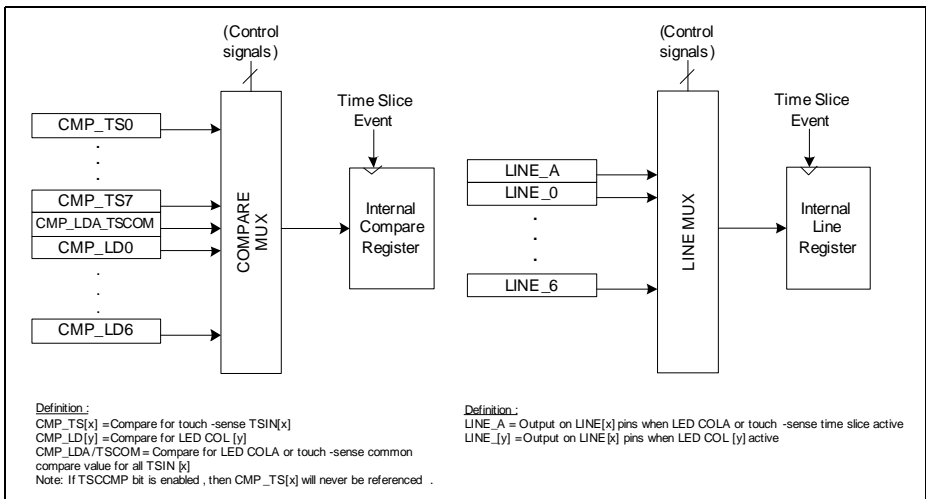 (Control
signals)
Time Slice
Event
CMP_TS0
.
.
.
CMP_TS7
CMP_LDA_TSCOM
CMP_LD0
.
.
.
CMP_LD6
COMPARE
MUX
Internal
Compare
Register
Definition :
CMP_TS[x] = Compare for touch -sense TSIN[x]
CMP_LD[y] = Compare for LED COL [y]
CMP_LDA/TSCOM = Compare for LED COLA or touch -sense common
compare value for all TSIN [x]
Note: If TSCCMP bit is enabled , then CMP_TS[x] will never be referenced .
(Control
signals)
Time Slice
Event
LINE_A
LINE_0
.
.
.
LINE_6
LINE MUX
Internal
Line
Register
Definition :
LINE_A = Output on LINE[x] pins when LED COLA or touch -sense time slice active
LINE_[y] = Output on LINE[x] pins when LED COL [y] active